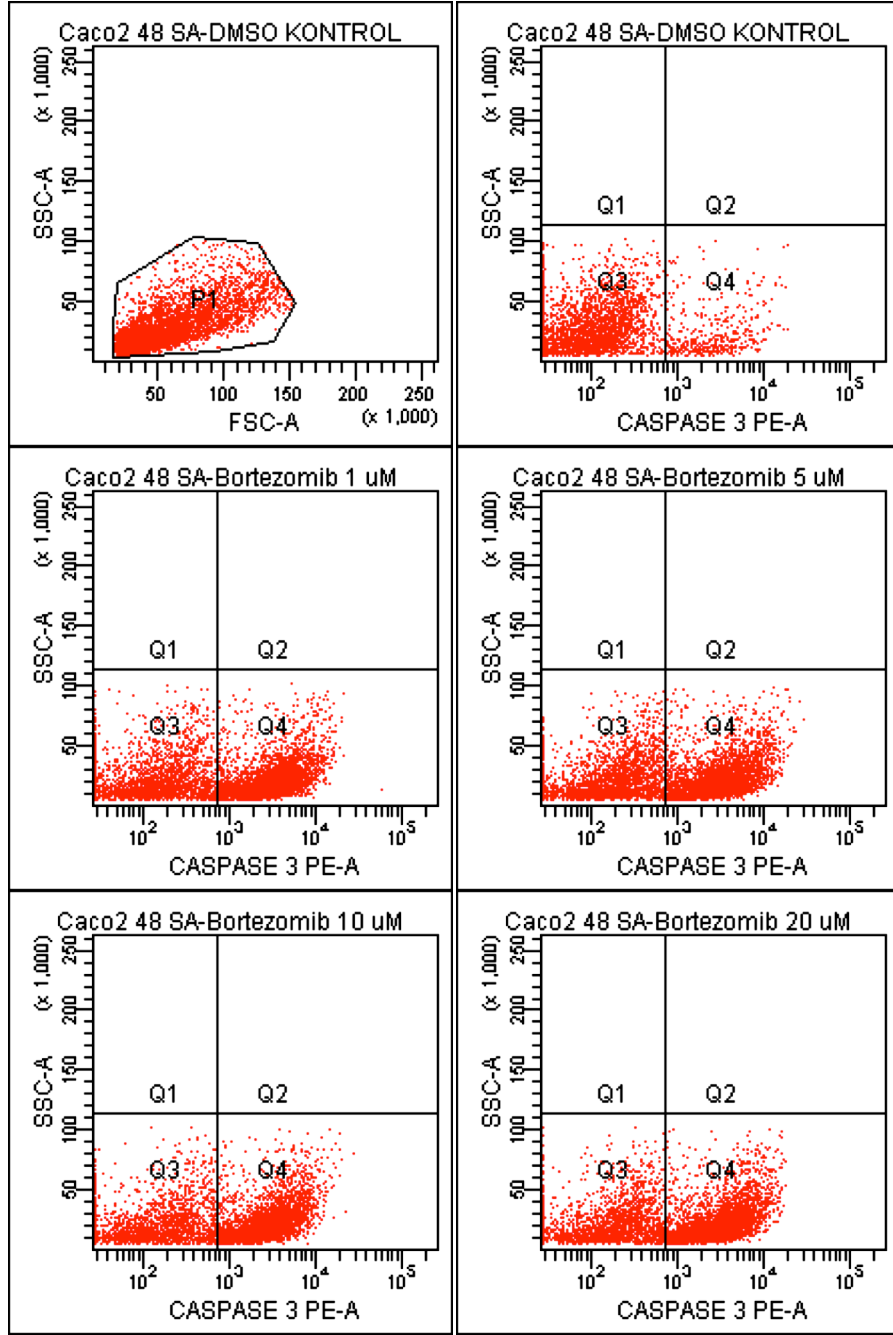 Caco2 48 SA-DMSO KONTROL
(x 1,000)
SSC-A
250
200
150
100
50
P1
50 100 150 200 250
FSC-A (x 1,000)
Caco2 48 SA-DMSO KONTROL
(x 1,000)
SSC-A
250
200
150
100
50
Q1 Q2
Q3 Q4
10² 10³ 10⁴ 10⁵
CASPASE 3 PE-A
Caco2 48 SA-Bortezomib 1 uM
(x 1,000)
SSC-A
250
200
150
100
50
Q1 Q2
Q3 Q4
10² 10³ 10⁴ 10⁵
CASPASE 3 PE-A
Caco2 48 SA-Bortezomib 5 uM
(x 1,000)
SSC-A
250
200
150
100
50
Q1 Q2
Q3 Q4
10² 10³ 10⁴ 10⁵
CASPASE 3 PE-A
Caco2 48 SA-Bortezomib 10 uM
(x 1,000)
SSC-A
250
200
150
100
50
Q1 Q2
Q3 Q4
10² 10³ 10⁴ 10⁵
CASPASE 3 PE-A
Caco2 48 SA-Bortezomib 20 uM
(x 1,000)
SSC-A
250
200
150
100
50
Q1 Q2
Q3 Q4
10² 10³ 10⁴ 10⁵
CASPASE 3 PE-A